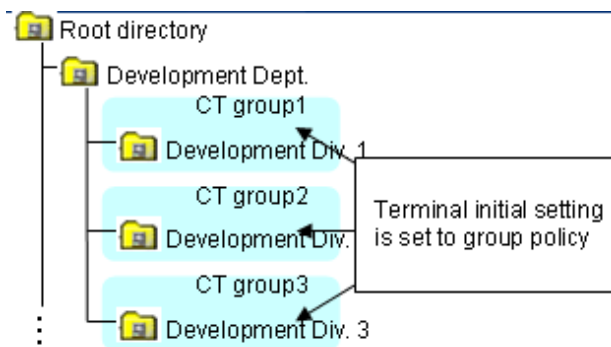 Root directory
Development Dept.
CT group1
Development Div. 1
CT group2
Development Div.
Terminal initial setting
is set to group policy
CT group3
Development Div. 3